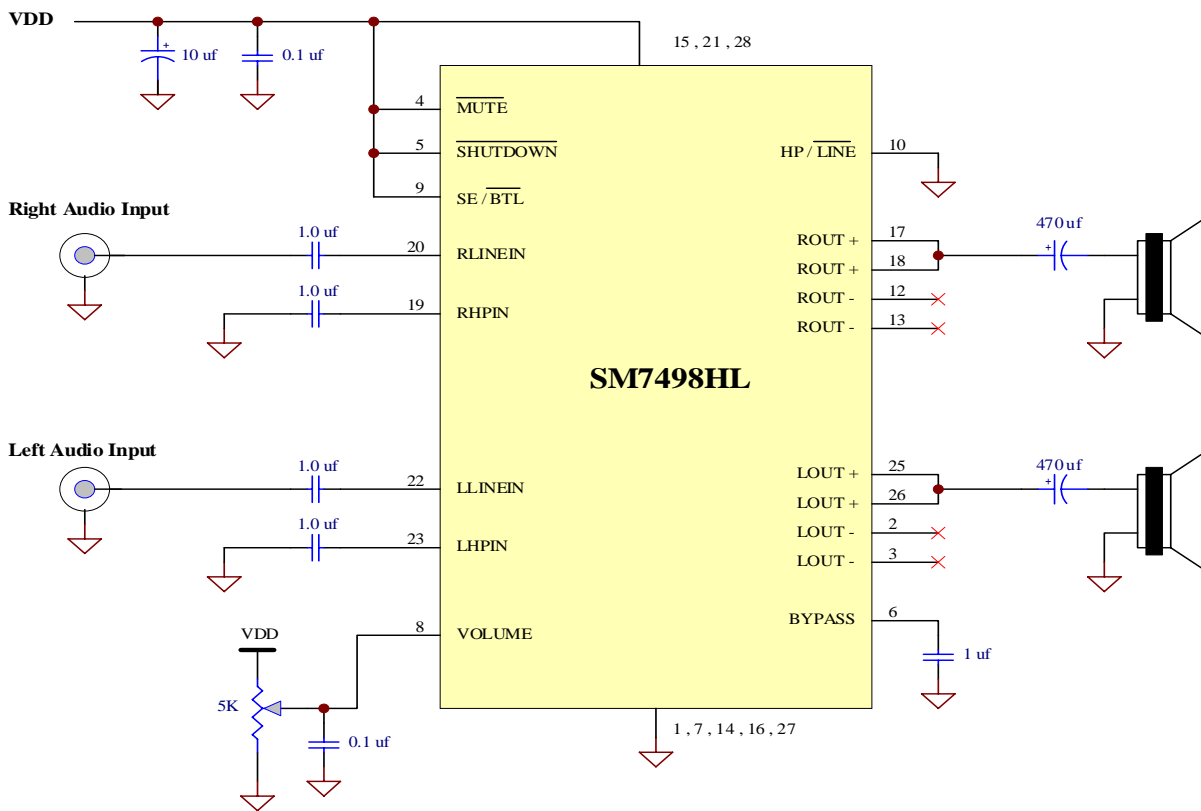 VDD
10 uf
0.1 uf
15 , 21 , 28
4
MUTE
5
SHUTDOWN
9
SE / BTL
HP / LINE
10
Right Audio Input
1.0 uf
20
RLINEIN
1.0 uf
19
RHPIN
ROUT +
17
ROUT +
18
ROUT -
12
ROUT -
13
470 uf
+
SM7498HL
Left Audio Input
1.0 uf
22
LLINEIN
1.0 uf
23
LHPIN
LOUT +
25
LOUT +
26
LOUT -
2
LOUT -
3
470 uf
+
8
VOLUME
BYPASS
6
1 uf
VDD
5K
0.1 uf
1 , 7 , 14 , 16 , 27
+